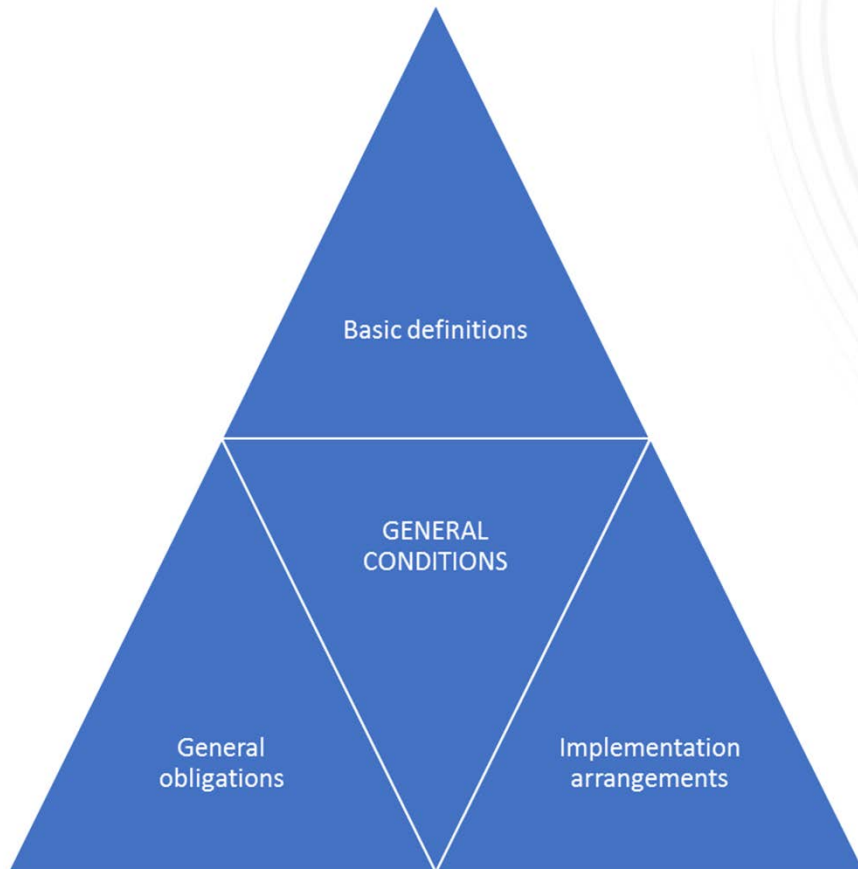 Basic definitions
GENERAL
CONDITIONS
General
obligations
Implementation
arrangements